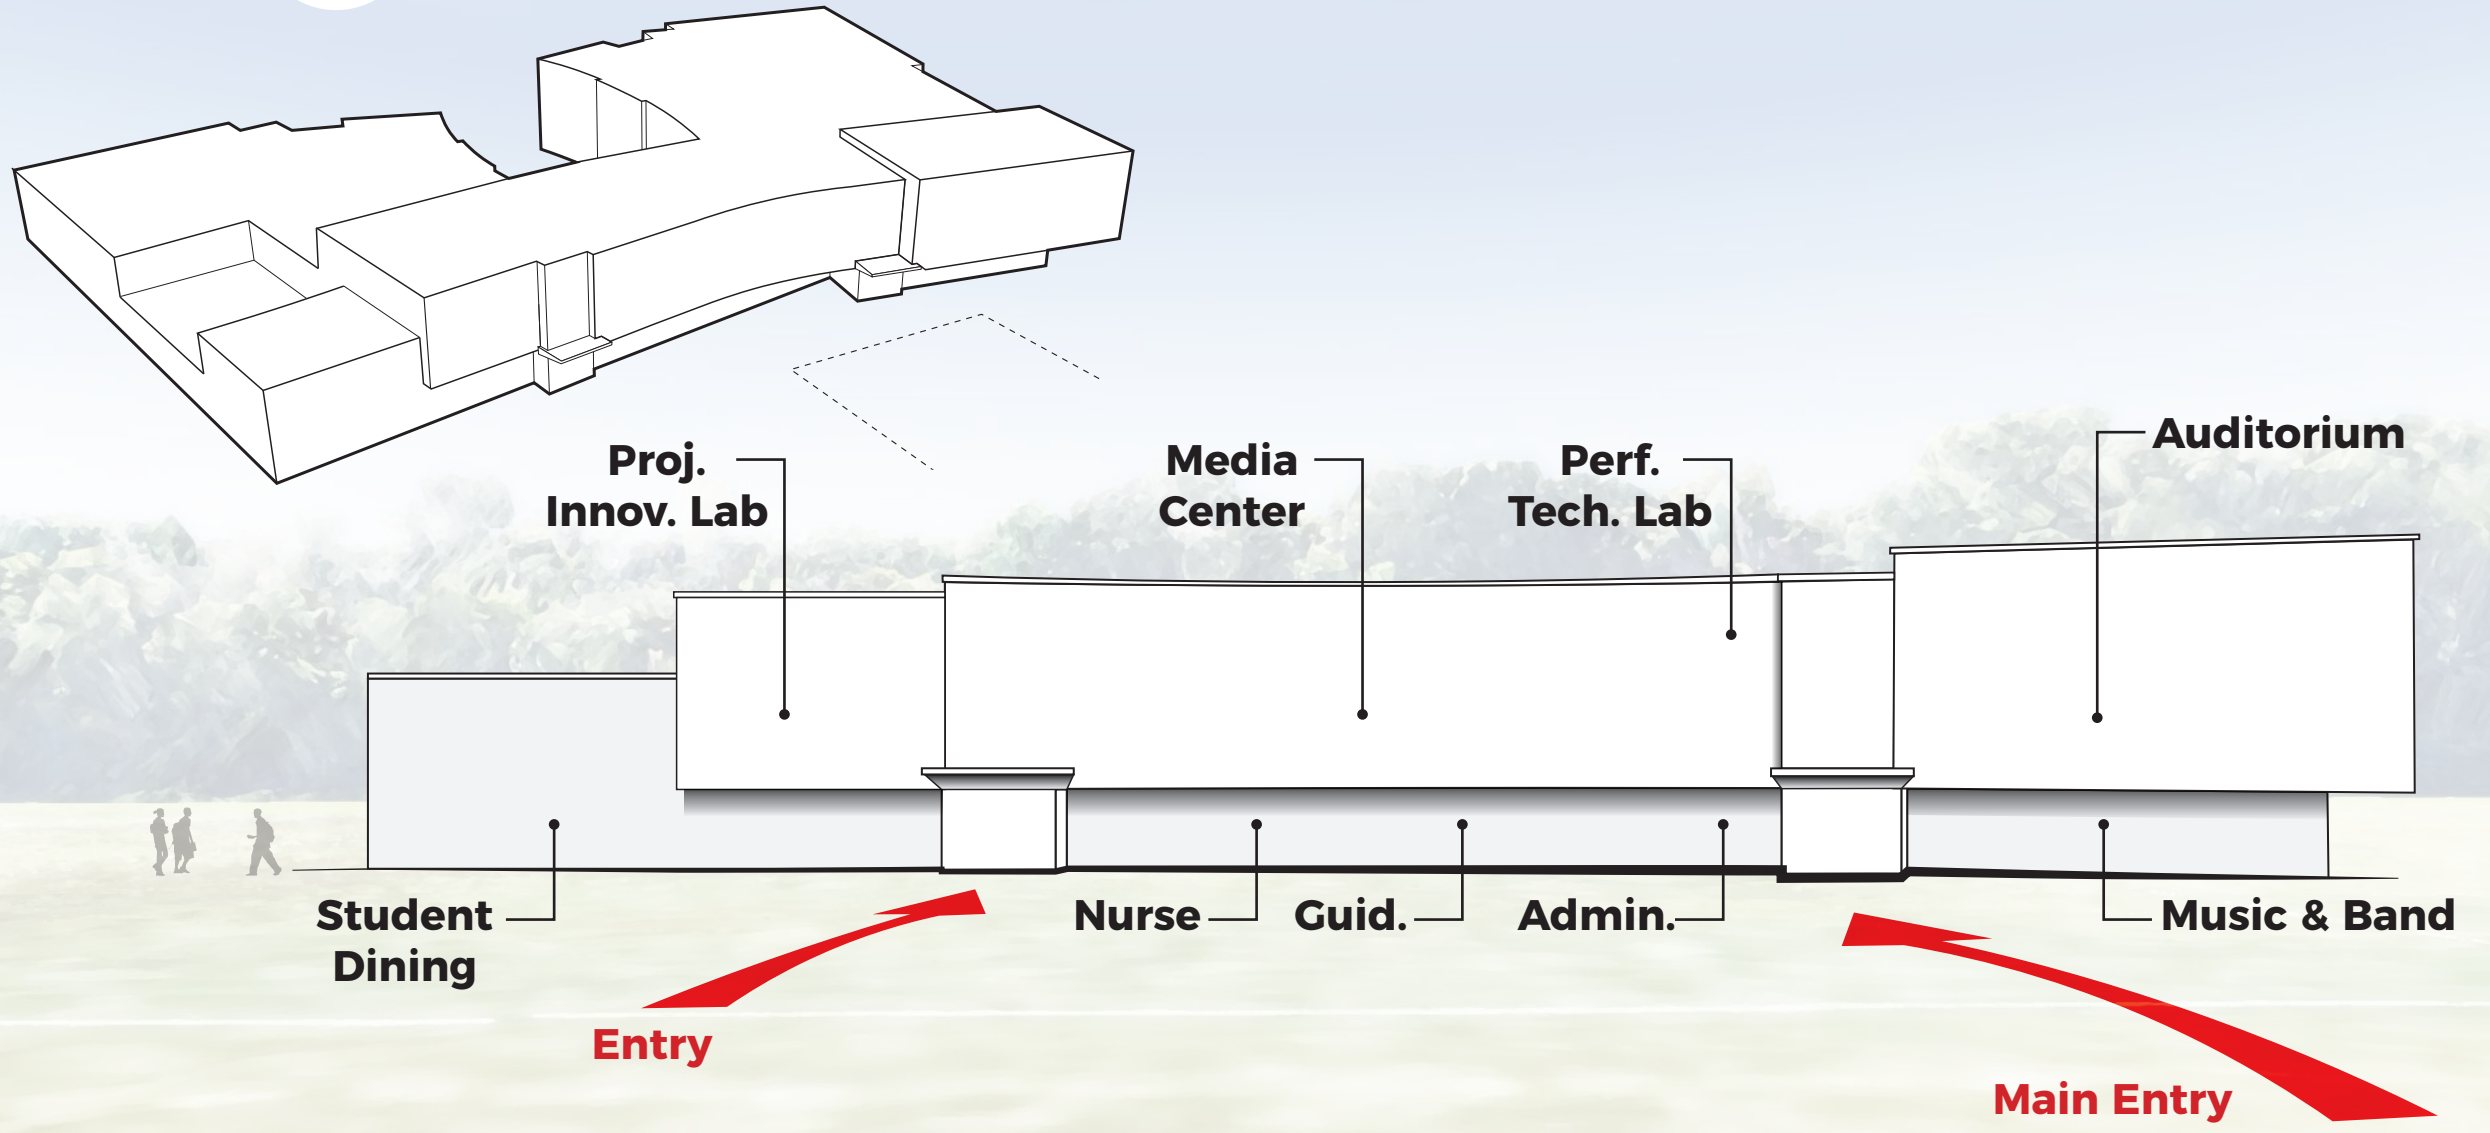 Proj.
Innov. Lab
Media
Center
Perf.
Tech. Lab
Auditorium
Student
Dining
Nurse
Guid.
Admin.
Music & Band
Entry
Main Entry